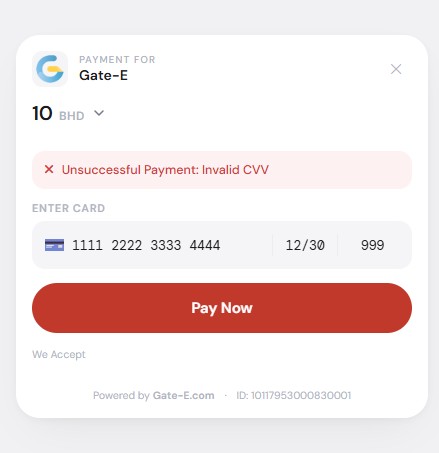 PAYMENT FOR
Gate-E
10 BHD
Unsuccessful Payment: Invalid CVV
ENTER CARD
1111 2222 3333 4444 12/30 999
Pay Now
We Accept
Powered by Gate-E.com · ID: 10117953000830001